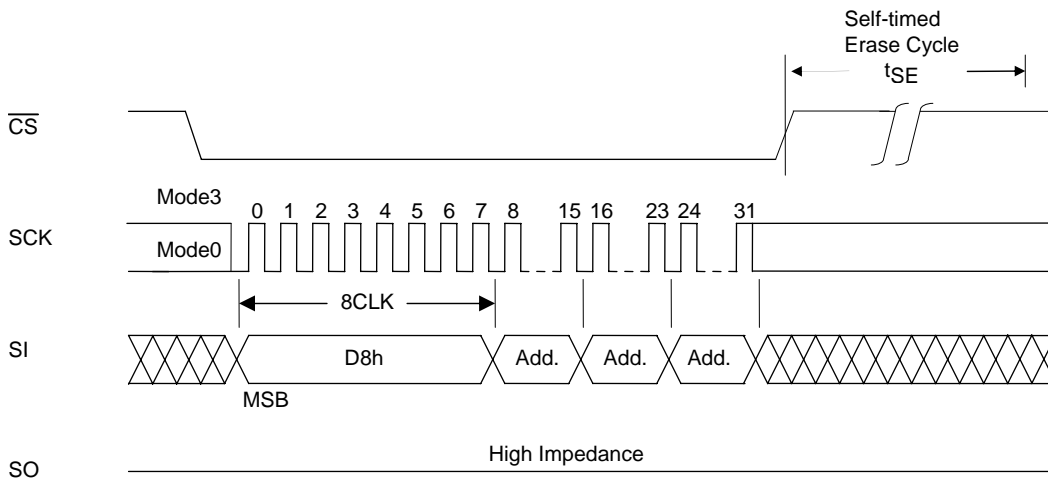 Self-timed
Erase Cycle
tSE
CS
Mode3
0 1 2 3 4 5 6 7 8 15 16 23 24 31
SCK
Mode0
8CLK
SI
D8h Add. Add. Add.
MSB
High Impedance
SO